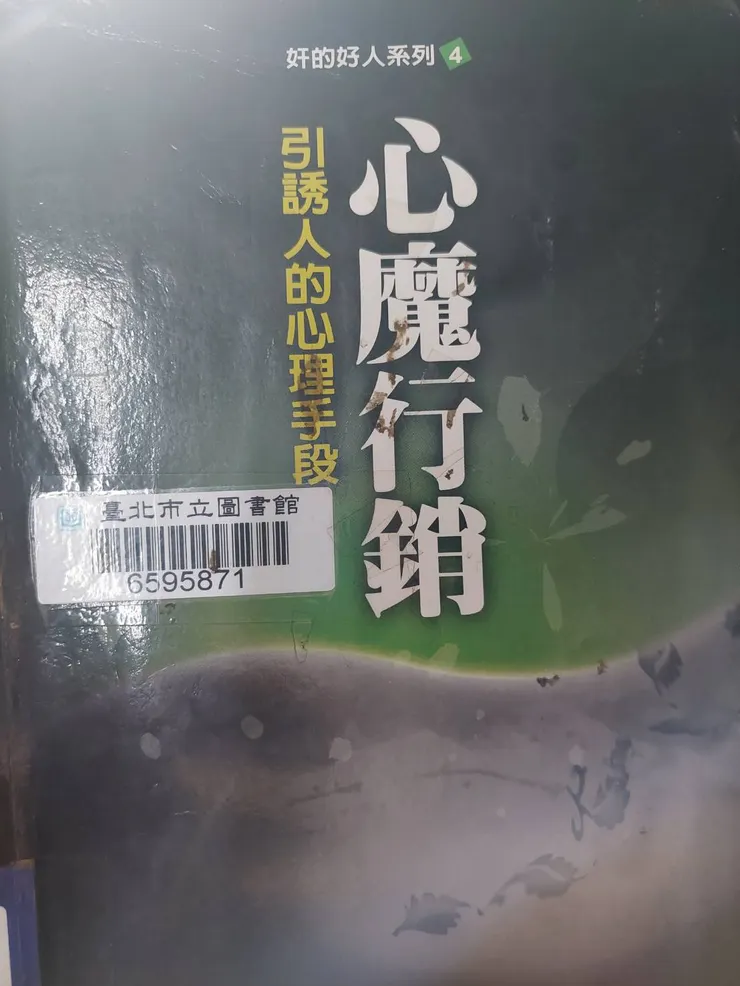 奸的好人系列 4
心魔行銷
引誘人的心理手段
臺北市立圖書館
6595871